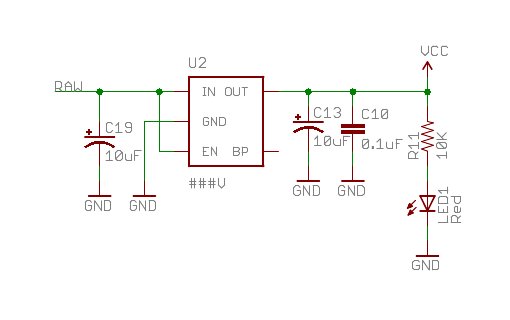 VCC
U2
RAW
IN OUT
GND
EN BP
###V
C19
10uF
C13
10uF
C10
0.1uF
R11
10K
LED1
Red
GND
GND
GND
GND
GND